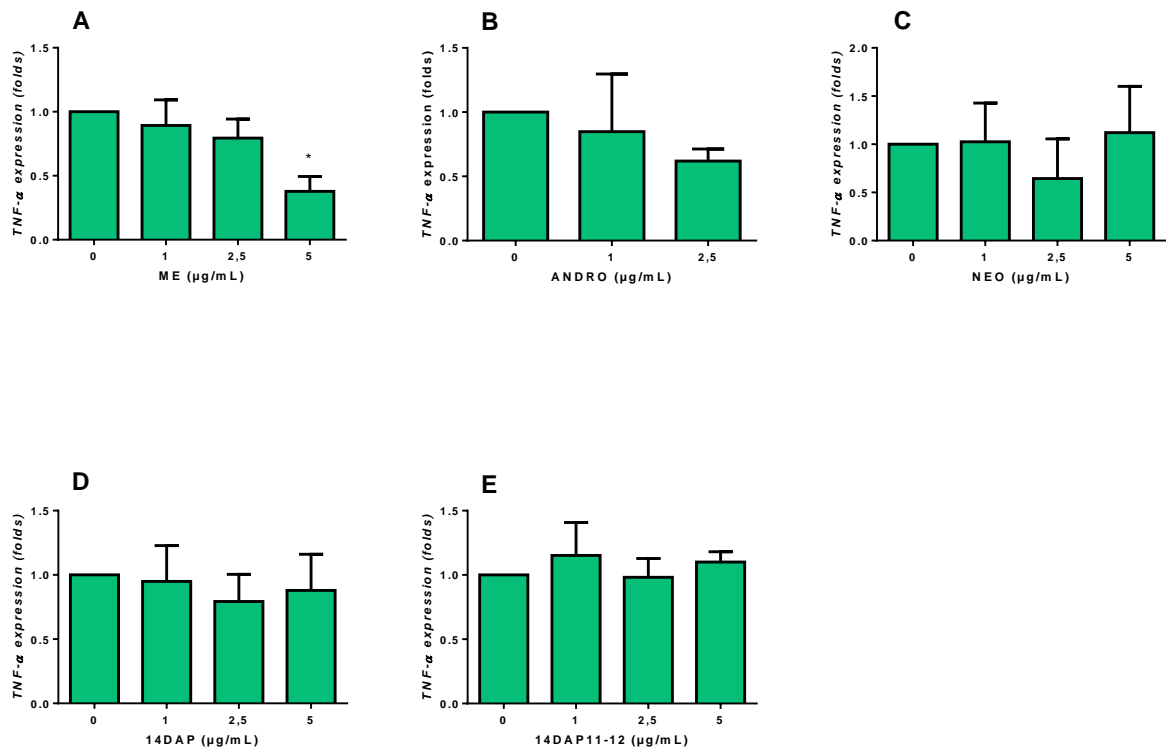 A
TNF-α expression (folds)
1.5
1.0
0.5
0.0
*
0 1 2,5 5
ME (µg/mL)
B
TNF-α expression (folds)
1.5
1.0
0.5
0.0
0 1 2,5
ANDRO (µg/mL)
C
TNF-α expression (folds)
2.0
1.5
1.0
0.5
0.0
0 1 2,5 5
NEO (µg/mL)
D
TNF-α expression (folds)
1.5
1.0
0.5
0.0
0 1 2,5 5
14DAP (µg/mL)
E
TNF-α expression (folds)
1.5
1.0
0.5
0.0
0 1 2,5 5
14DAP11-12 (µg/mL)